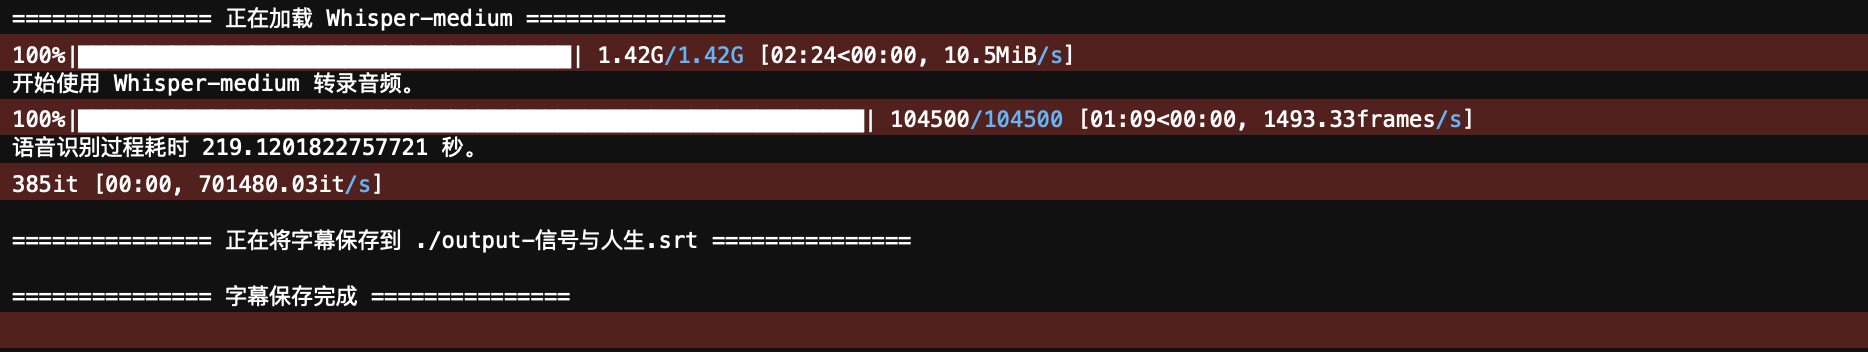 =============== 正在加载 Whisper-medium ===============
100%|█████████████████████████████████████| 1.42G/1.42G [02:24<00:00, 10.5MiB/s]
开始使用 Whisper-medium 转录音频。
100%|███████████████████████████████████████████████████████████| 104500/104500 [01:09<00:00, 1493.33frames/s]
语音识别过程耗时 219.1201822757721 秒。
385it [00:00, 701480.03it/s]
=============== 正在将字幕保存到 ./output-信号与人生.srt ===============
=============== 字幕保存完成 ===============